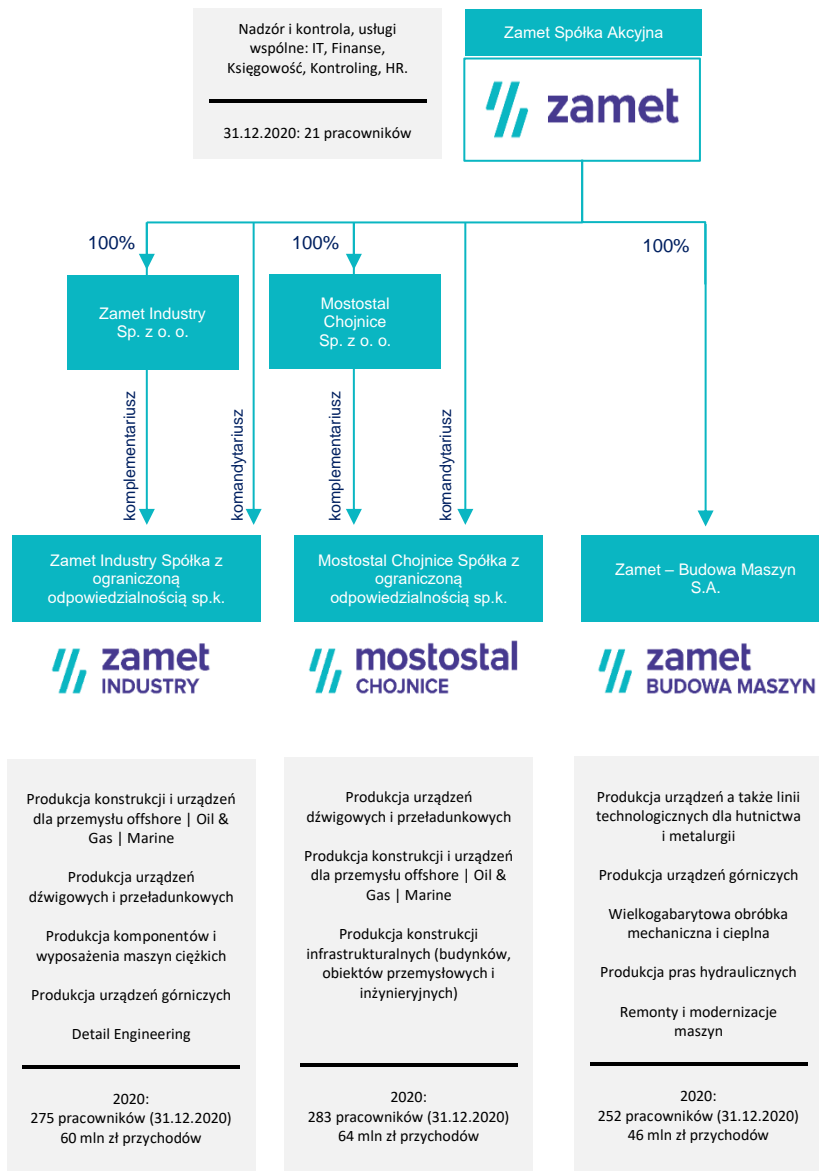 Nadzór i kontrola, usługi
wspólne: IT, Finanse,
Księgowość, Kontroling, HR.
31.12.2020: 21 pracowników
Zamet Spółka Akcyjna
zamet
100%
100%
100%
Zamet Industry
Sp. z o. o.
Mostostal
Chojnice
Sp. z o. o.
komplementariusz
komandytariusz
komplementariusz
komandytariusz
Zamet Industry Spółka z
ograniczoną
odpowiedzialnością sp.k.
Mostostal Chojnice Spółka z
ograniczoną
odpowiedzialnością sp.k.
Zamet – Budowa Maszyn
S.A.
zamet
INDUSTRY
mostostal
CHOJNICE
zamet
BUDOWA MASZYN
Produkcja konstrukcji i urządzeń
dla przemysłu offshore | Oil &
Gas | Marine
Produkcja urządzeń
dźwigowych i przeładunkowych
Produkcja komponentów i
wyposażenia maszyn ciężkich
Produkcja urządzeń górniczych
Detail Engineering
2020:
275 pracowników (31.12.2020)
60 mln zł przychodów
Produkcja urządzeń
dźwigowych i przeładunkowych
Produkcja konstrukcji i urządzeń
dla przemysłu offshore | Oil &
Gas | Marine
Produkcja konstrukcji
infrastrukturalnych (budynków,
obiektów przemysłowych i
inżynieryjnych)
2020:
283 pracowników (31.12.2020)
64 mln zł przychodów
Produkcja urządzeń a także linii
technologicznych dla hutnictwa
i metalurgii
Produkcja urządzeń górniczych
Wielkogabarytowa obróbka
mechaniczna i cieplna
Produkcja pras hydraulicznych
Remonty i modernizacje
maszyn
2020:
252 pracowników (31.12.2020)
46 mln zł przychodów